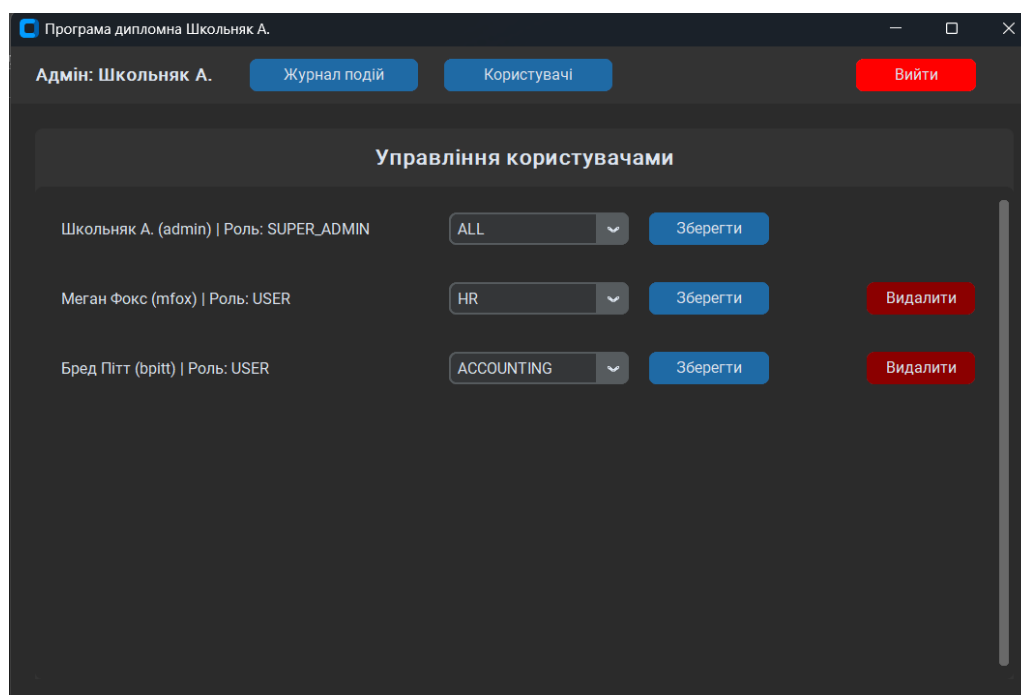 Програма дипломна Школьняк А.
Адмін: Школьняк А. Журнал подій Користувачі Вийти
Управління користувачами
Школьняк А. (admin) | Роль: SUPER_ADMIN ALL Зберегти
Меган Фокс (mfox) | Роль: USER HR Зберегти Видалити
Бред Пітт (bpitt) | Роль: USER ACCOUNTING Зберегти Видалити